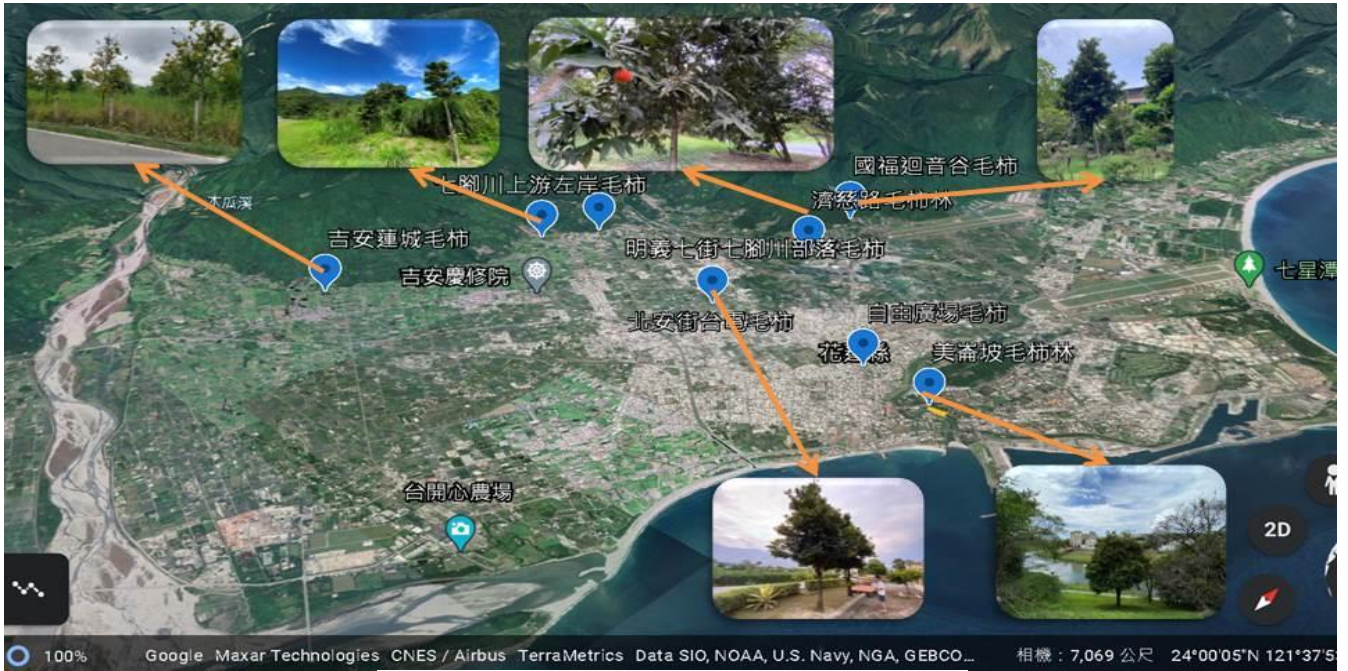 國福迴音谷毛柿
七腳川上游左岸毛柿
濟慈路毛柿林
木瓜溪
吉安蓮城毛柿
明義七街七腳川部落毛柿
吉安慶修院
七星潭
北安街台電毛柿
自由廣場毛柿
花蓮縣
美崙坡毛柿林
台開心農場
2D
100%
Google Maxar Technologies CNES / Airbus TerraMetrics Data SIO, NOAA, U.S. Navy, NGA, GEBCO...
相機：7,069 公尺
24°00'05"N 121°37'5